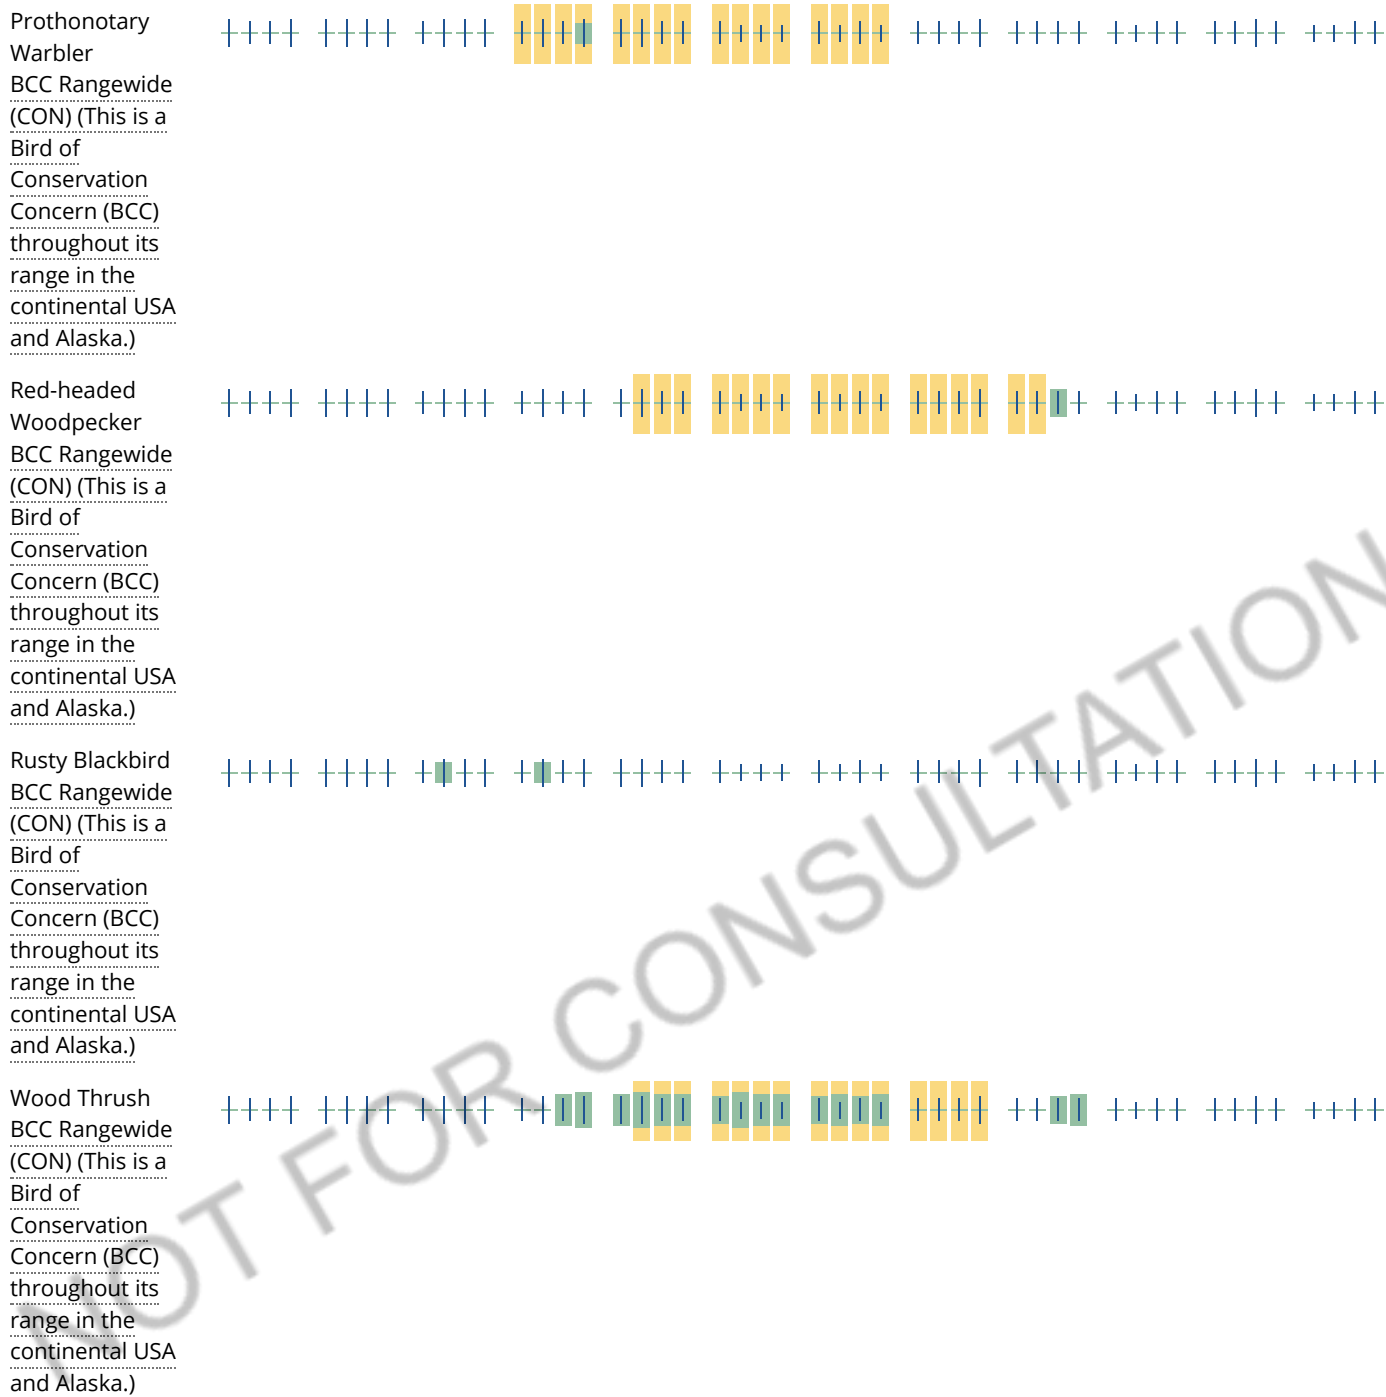 Prothonotary
Warbler
BCC Rangewide
(CON) (This is a
Bird of
Conservation
Concern (BCC)
throughout its
range in the
continental USA
and Alaska.)
Red-headed
Woodpecker
BCC Rangewide
(CON) (This is a
Bird of
Conservation
Concern (BCC)
throughout its
range in the
continental USA
and Alaska.)
Rusty Blackbird
BCC Rangewide
(CON) (This is a
Bird of
Conservation
Concern (BCC)
throughout its
range in the
continental USA
and Alaska.)
Wood Thrush
BCC Rangewide
(CON) (This is a
Bird of
Conservation
Concern (BCC)
throughout its
range in the
continental USA
and Alaska.)
NOT FOR CONSULTATION